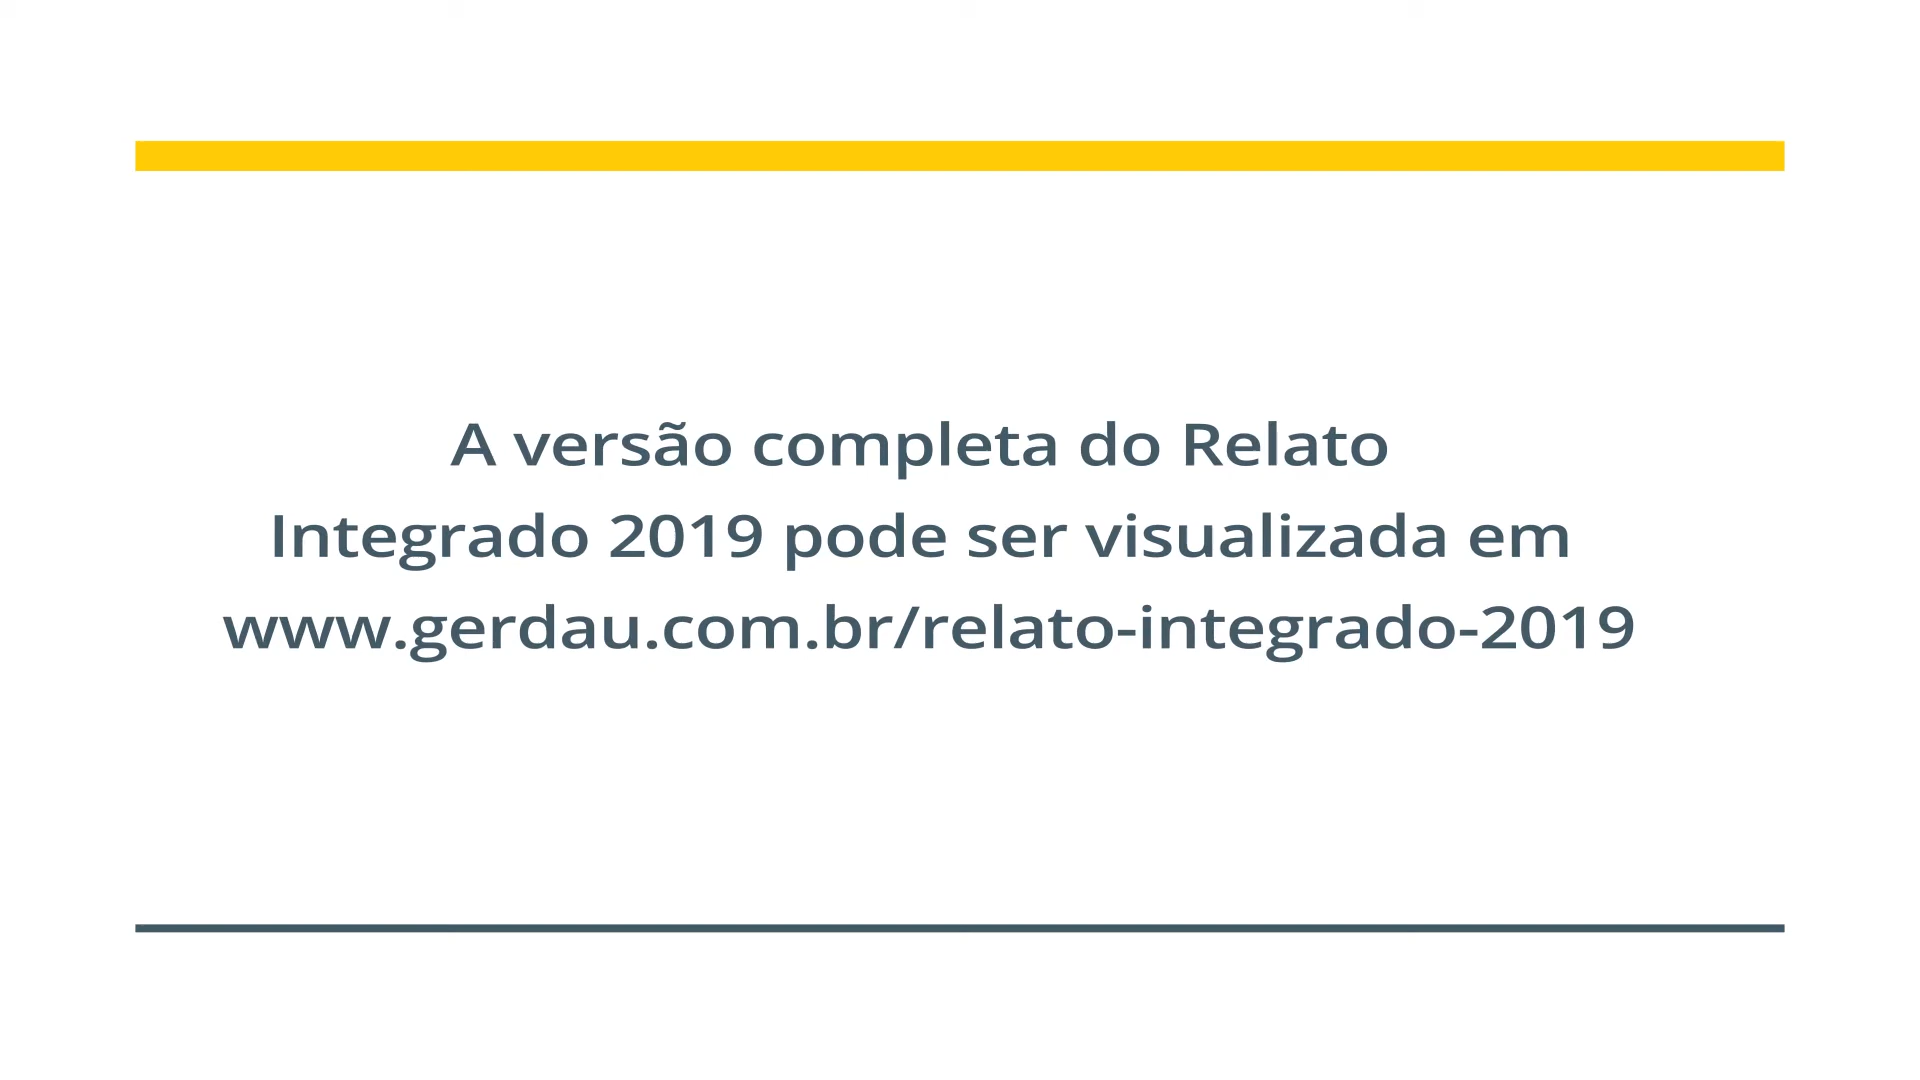 A versão completa do Relato
Integrado 2019 pode ser visualizada em
www.gerdau.com.br/relato-integrado-2019